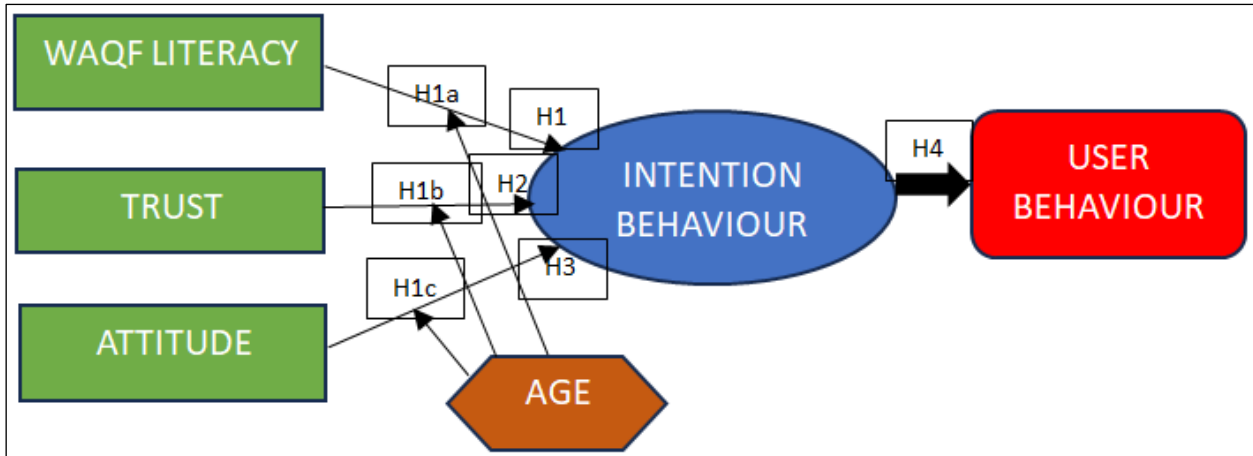 WAQF LITERACY
H1a
H1
TRUST
H1b
H2
INTENTION
BEHAVIOUR
H4
USER
BEHAVIOUR
H3
H1c
ATTITUDE
AGE